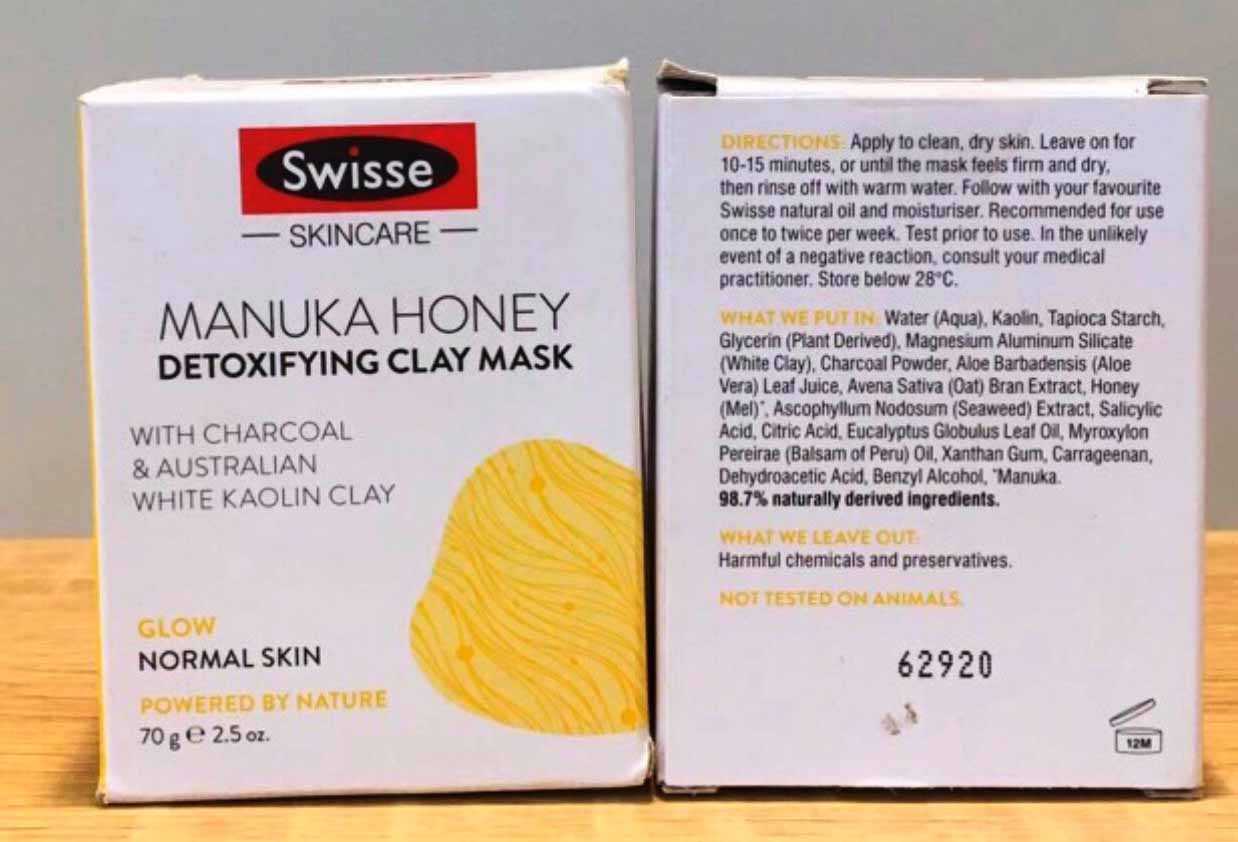 Swisse
SKINCARE
MANUKA HONEY
DETOXIFYING CLAY MASK
WITH CHARCOAL
& AUSTRALIAN
WHITE KAOLIN CLAY
GLOW
NORMAL SKIN
POWERED BY NATURE
70 g e 2.5 oz.
DIRECTIONS: Apply to clean, dry skin. Leave on for
10-15 minutes, or until the mask feels firm and dry,
then rinse off with warm water. Follow with your favourite
Swisse natural oil and moisturiser. Recommended for use
once to twice per week. Test prior to use. In the unlikely
event of a negative reaction, consult your medical
practitioner. Store below 28°C.
WHAT WE PUT IN: Water (Aqua), Kaolin, Tapioca Starch,
Glycerin (Plant Derived), Magnesium Aluminum Silicate
(White Clay), Charcoal Powder, Aloe Barbadensis (Aloe
Vera) Leaf Juice, Avena Sativa (Oat) Bran Extract, Honey
(Mel)*, Ascophyllum Nodosum (Seaweed) Extract, Salicylic
Acid, Citric Acid, Eucalyptus Globulus Leaf Oil, Myroxylon
Pereirae (Balsam of Peru) Oil, Xanthan Gum, Carrageenan,
Dehydroacetic Acid, Benzyl Alcohol, *Manuka.
98.7% naturally derived ingredients.
WHAT WE LEAVE OUT:
Harmful chemicals and preservatives.
NOT TESTED ON ANIMALS.
62920
12M